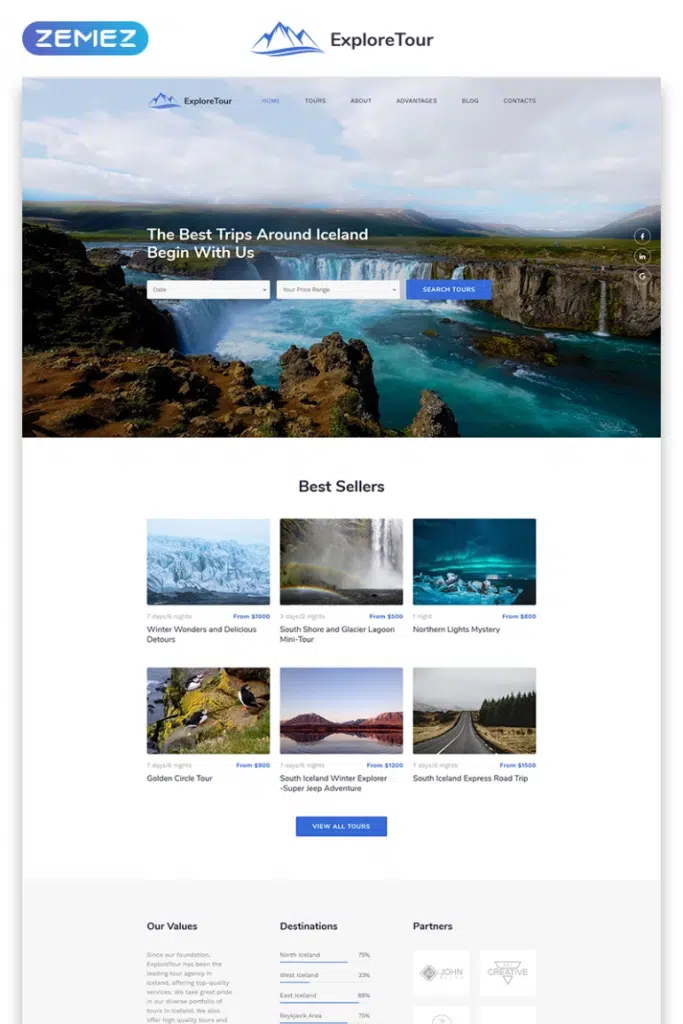 ZEMEZ
ExploreTour
ExploreTour
HOME
TOURS
ABOUT
ADVANTAGES
BLOG
CONTACTS
The Best Trips Around Iceland
Begin With Us
Date
Your Price Range
SEARCH TOURS
f
in
G
Best Sellers
7 days/6 nights
From $1000
Winter Wonders and Delicious
Detours
3 days/2 nights
From $500
South Shore and Glacier Lagoon
Mini-Tour
1 night
From $800
Northern Lights Mystery
7 days/6 nights
From $900
Golden Circle Tour
7 days/6 nights
From $1200
South Iceland Winter Explorer
-Super Jeep Adventure
7 days/6 nights
From $1500
South Iceland Express Road Trip
VIEW ALL TOURS
Our Values
Since our foundation,
ExploreTour has been the
leading tour agency in
Iceland, offering top-quality
services. We take great pride
in our diverse portfolio of
tours in Iceland. We also
offer high quality tours and
Destinations
North Iceland
75%
West Iceland
33%
East Iceland
88%
Reykjavik Area
75%
Partners
JOHN
CREATIVE